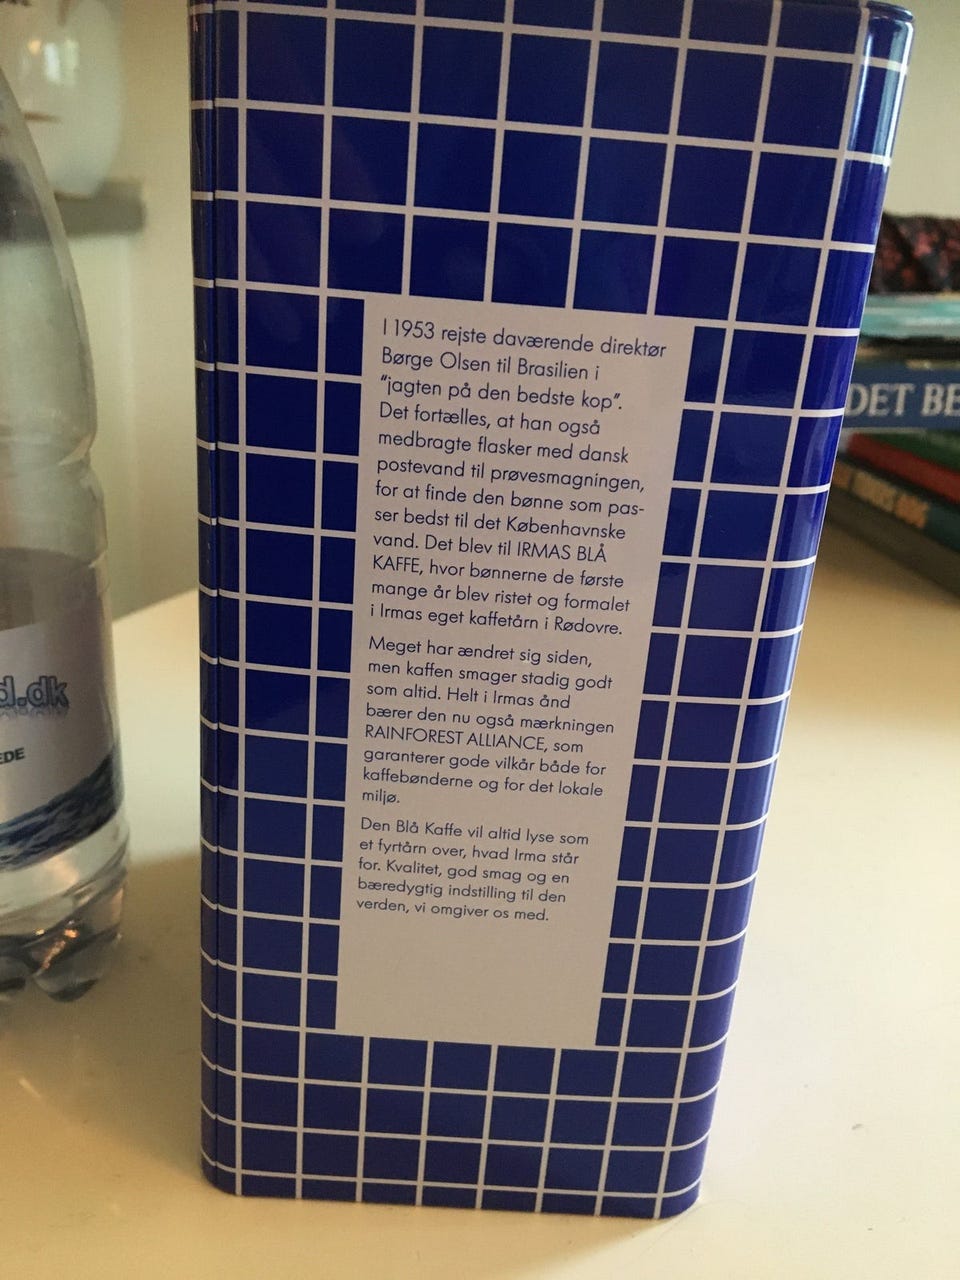 I 1953 rejste daværende direktør
Børge Olsen til Brasilien i
"jagten på den bedste kop".
Det fortælles, at han også
medbragte flasker med dansk
postevand til prøvesmagningen,
for at finde den bønne som pas-
ser bedst til det Københavnske
vand. Det blev til IRMAS BLÅ
KAFFE, hvor bønnerne de første
mange år blev ristet og formalet
i Irmas eget kaffetårn i Rødovre.
Meget har ændret sig siden,
men kaffen smager stadig godt
som altid. Helt i Irmas ånd
bærer den nu også mærkningen
RAINFOREST ALLIANCE, som
garanterer gode vilkår både for
kaffebønderne og for det lokale
miljø.
Den Blå Kaffe vil altid lyse som
et fyrtårn over, hvad Irma står
for. Kvalitet, god smag og en
bæredygtig indstilling til den
verden, vi omgiver os med.
d.dk
EDE
DET BE